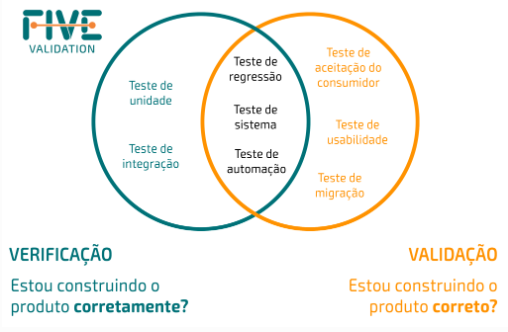 FIVE
VALIDATION
Teste de
unidade
Teste de
integração
Teste de
regressão
Teste de
sistema
Teste de
automação
Teste de
aceitação do
consumidor
Teste de
usabilidade
Teste de
migração
VERIFICAÇÃO
Estou construindo o
produto corretamente?
VALIDAÇÃO
Estou construindo o
produto correto?